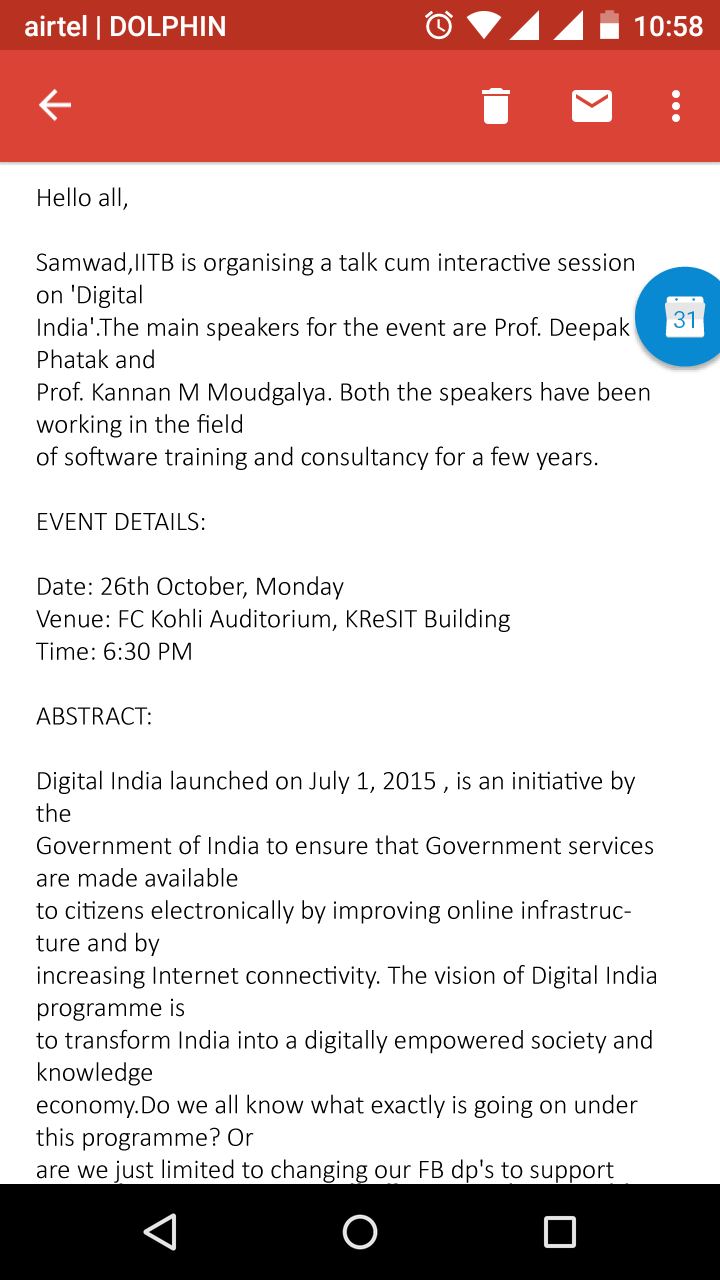 airtel | DOLPHIN 10:58
Hello all,
Samwad,IITB is organising a talk cum interactive session
on 'Digital
31
India'.The main speakers for the event are Prof. Deepak
Phatak and
Prof. Kannan M Moudgalya. Both the speakers have been
working in the field
of software training and consultancy for a few years.
EVENT DETAILS:
Date: 26th October, Monday
Venue: FC Kohli Auditorium, KReSIT Building
Time: 6:30 PM
ABSTRACT:
Digital India launched on July 1, 2015 , is an initiative by
the
Government of India to ensure that Government services
are made available
to citizens electronically by improving online infrastruc-
ture and by
increasing Internet connectivity. The vision of Digital India
programme is
to transform India into a digitally empowered society and
knowledge
economy.Do we all know what exactly is going on under
this programme? Or
are we just limited to changing our FB dp's to support